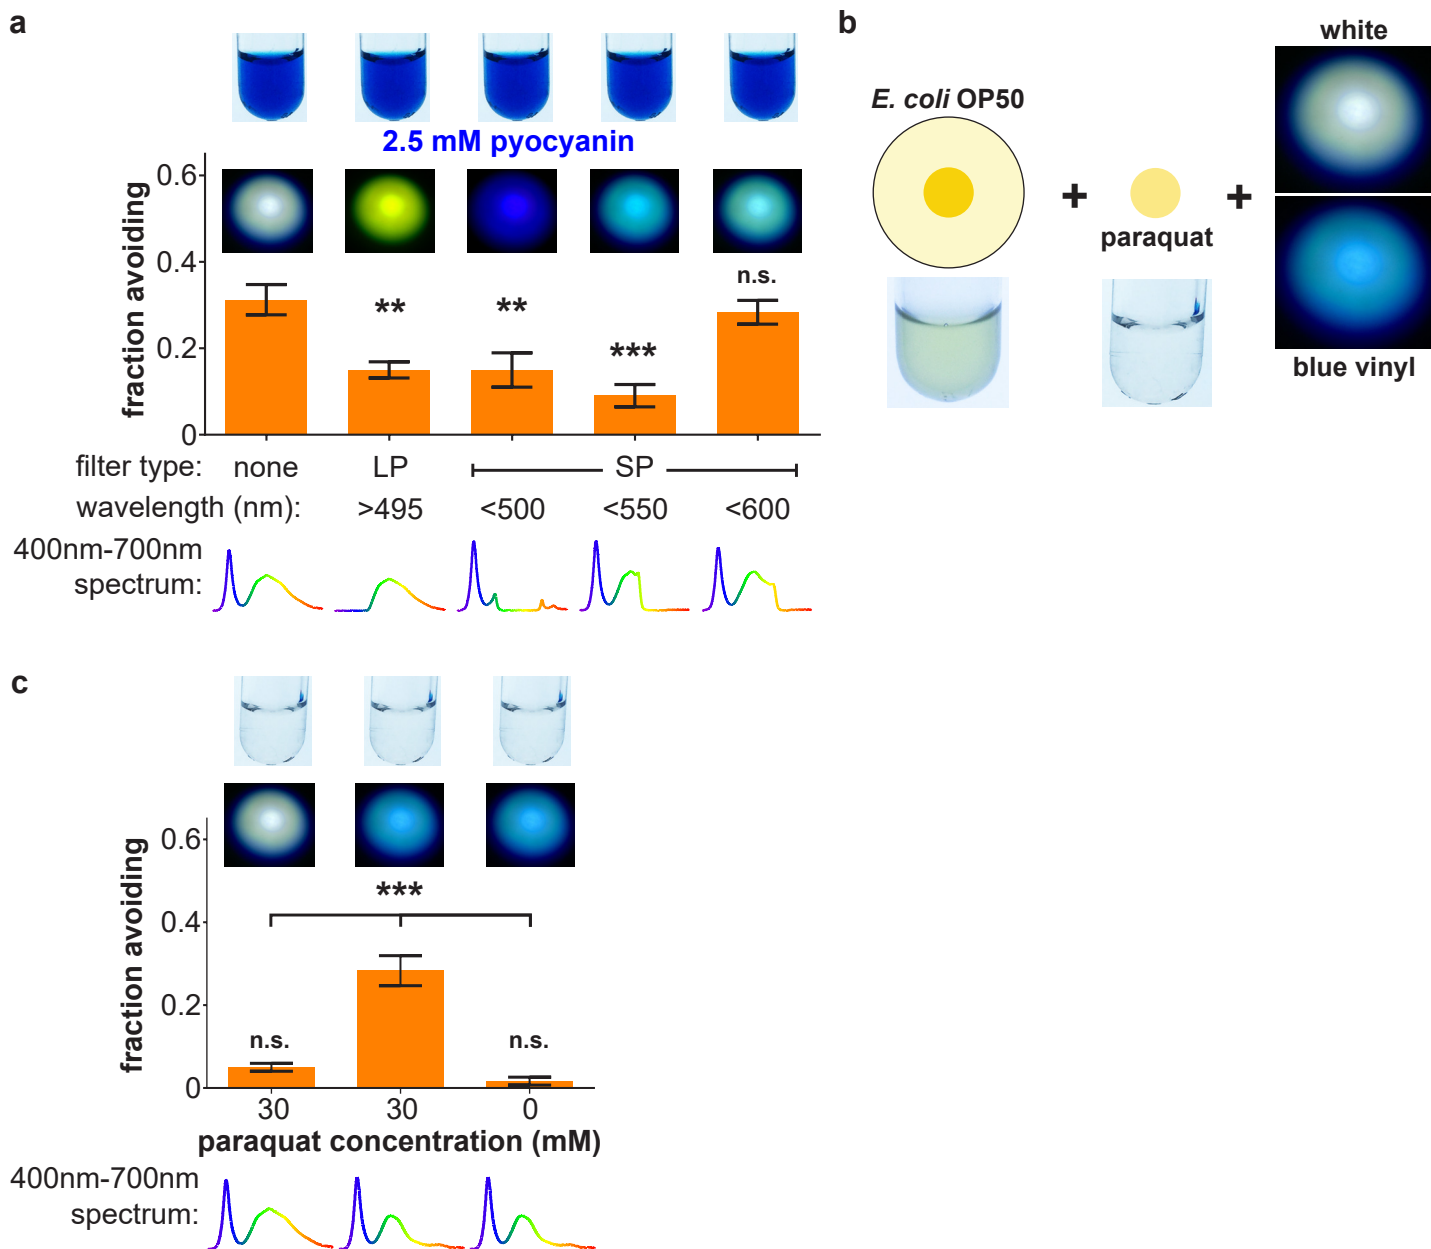 a
2.5 mM pyocyanin
fraction avoiding
0.6
0.4
0.2
0
**
**
***
n.s.
filter type: none LP SP
wavelength (nm): >495 <500 <550 <600
400nm-700nm
spectrum:
b
E. coli OP50
+
paraquat
+
white
blue vinyl
c
fraction avoiding
0.6
0.4
0.2
0
***
n.s.
n.s.
30 30 0
paraquat concentration (mM)
400nm-700nm
spectrum: